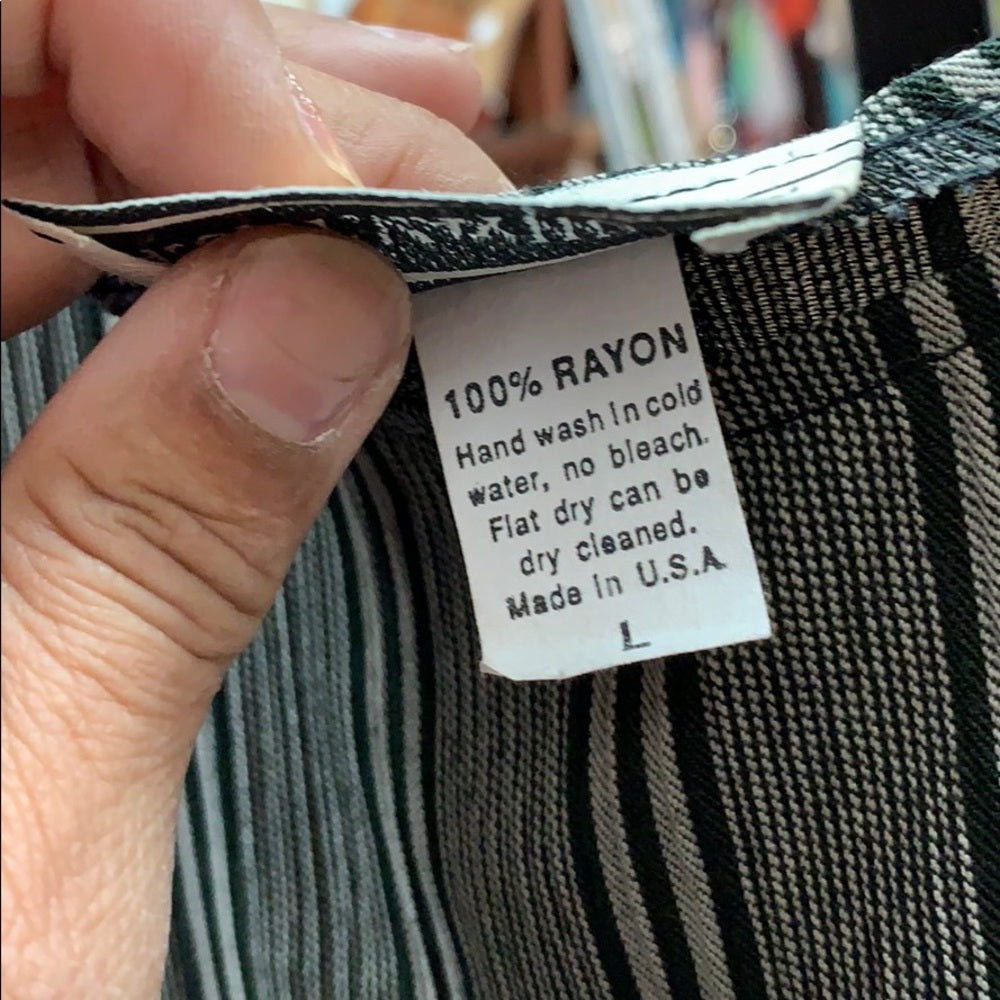 100% RAYON
Hand wash In cold
water, no bleach.
Flat dry can be
dry cleaned.
Made In U.S.A.
L